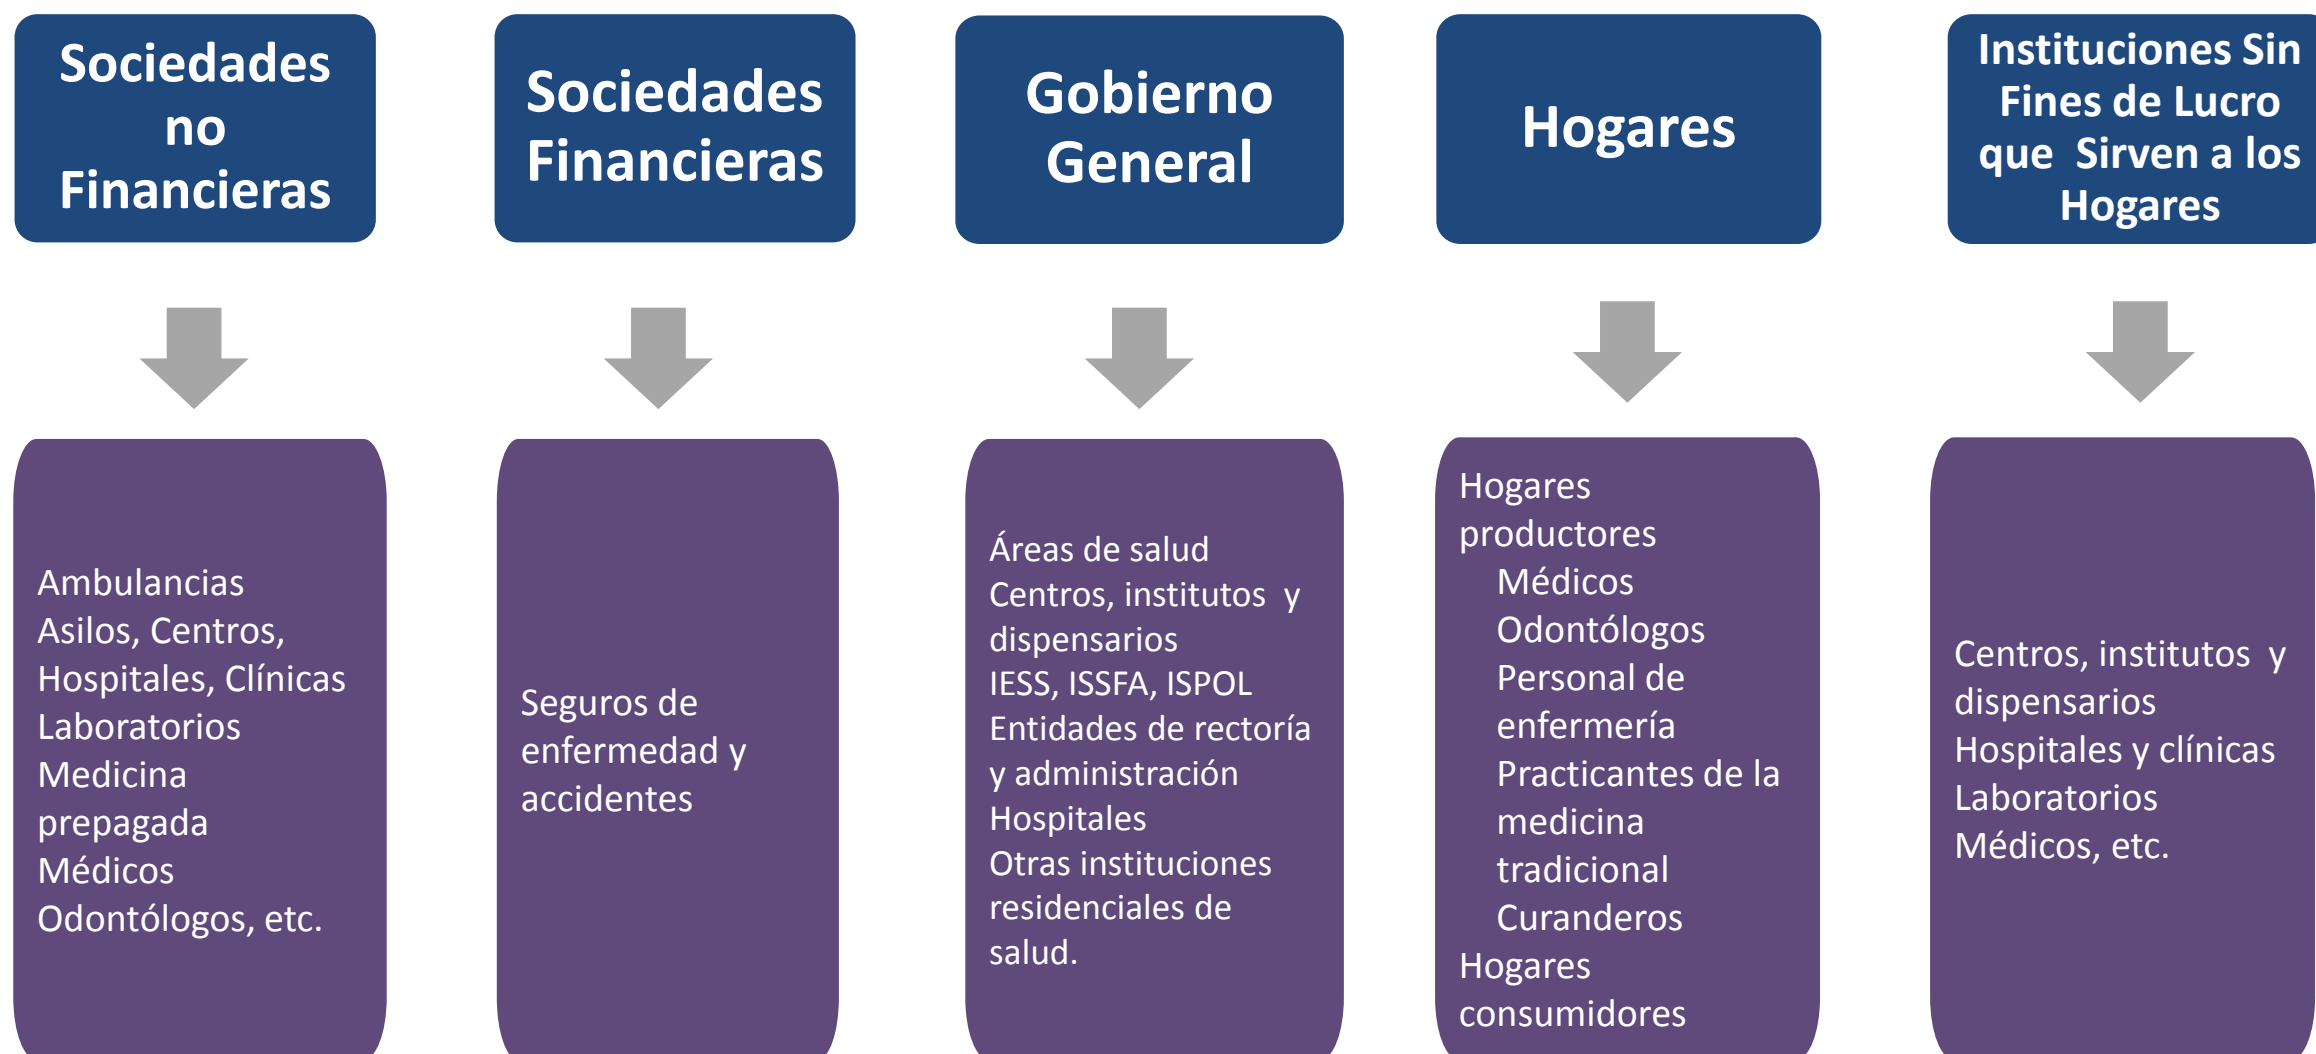 Sociedades
no
Financieras
Sociedades
Financieras
Gobierno
General
Hogares
Instituciones Sin
Fines de Lucro
que  Sirven a los
Hogares
Ambulancias
Asilos, Centros,
Hospitales, Clínicas
Laboratorios
Medicina
prepagada
Médicos
Odontólogos, etc.
Seguros de
enfermedad y
accidentes
Áreas de salud
Centros, institutos  y
dispensarios
IESS, ISSFA, ISPOL
Entidades de rectoría
y administración
Hospitales
Otras instituciones
residenciales de
salud.
Hogares
productores
Médicos
Odontólogos
Personal de
enfermería
Practicantes de la
medicina
tradicional
Curanderos
Hogares
consumidores
Centros, institutos  y
dispensarios
Hospitales y clínicas
Laboratorios
Médicos, etc.